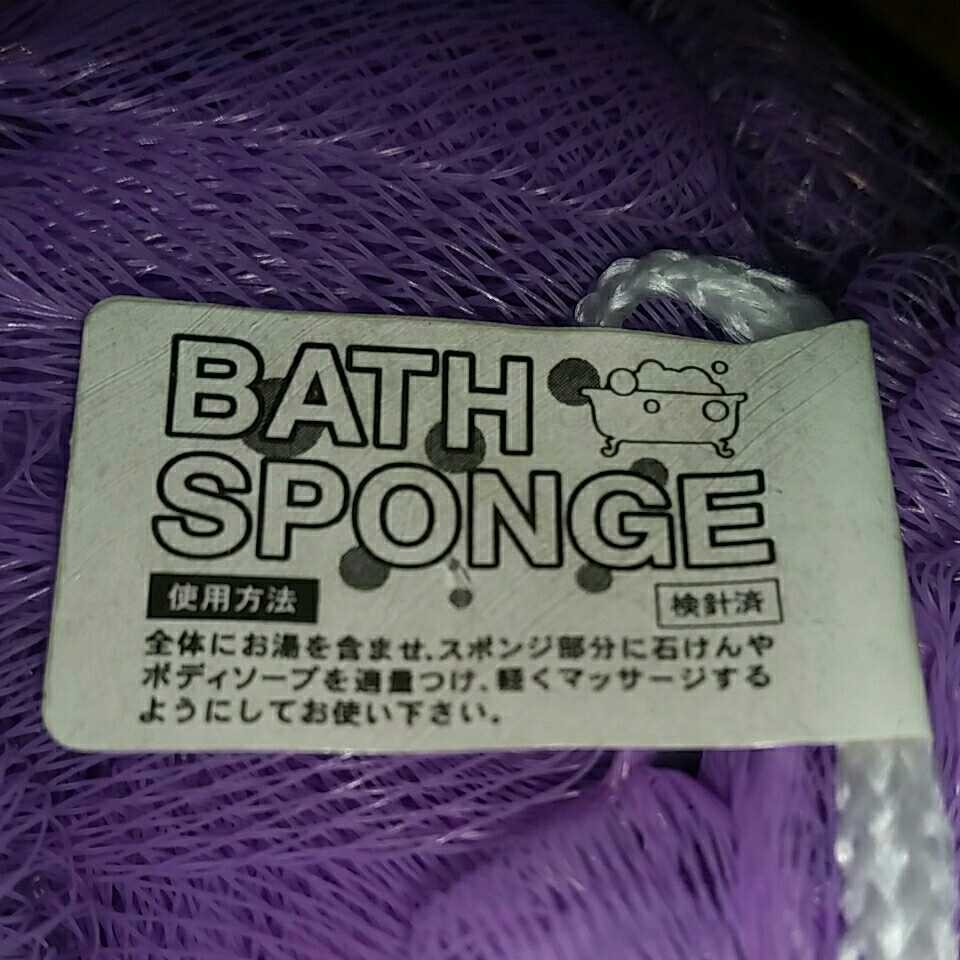 BATH
SPONGE
使用方法
検針済
全体にお湯を含ませ、スポンジ部分に石けんや
ボディソープを適量つけ、軽くマッサージする
ようにしてお使い下さい。